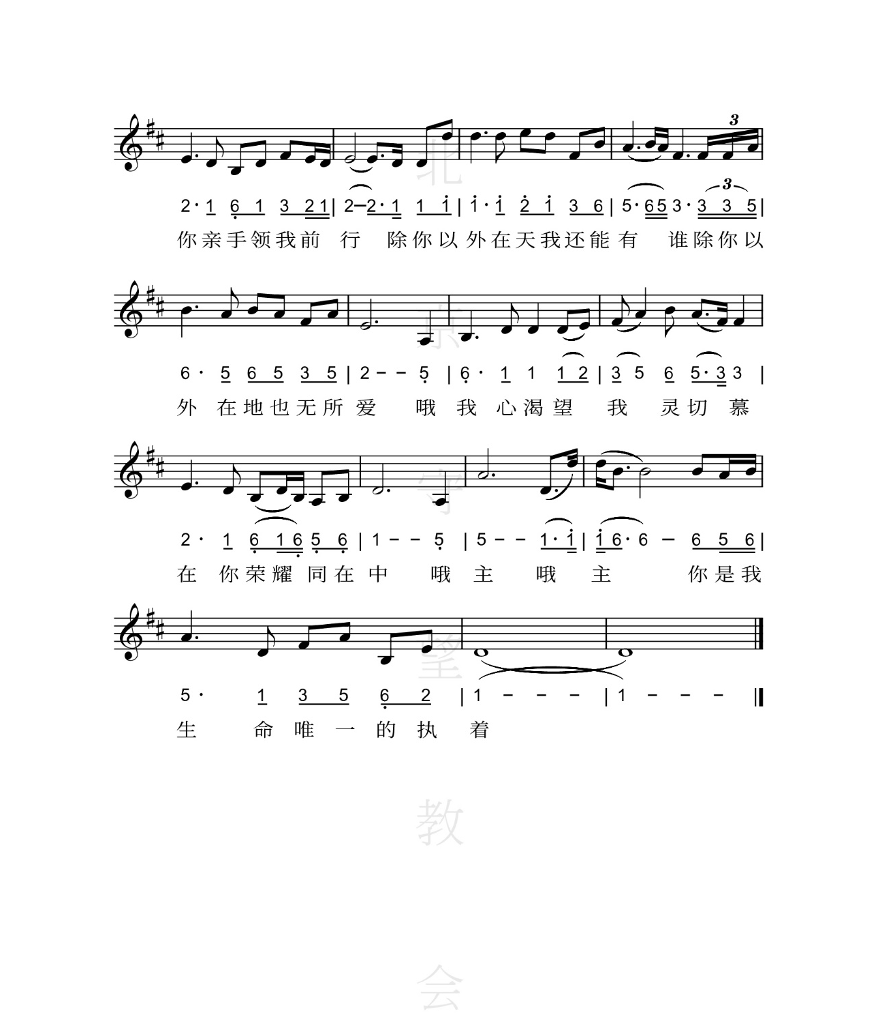 3
2· 1 6 1 3 2 1 | 2 – 2· 1 1 1 | 1· 1 2 1 3 6 | 5· 6 5 3· 3 3 5 |
3
你亲手领我前 行 除你以外在天我还能有 谁除你以
6· 5 6 5 3 5 | 2 – – 5 | 6· 1 1 1 2 | 3 5 6 5· 3 3 |
外 在地也无所 爱 哦 我 心渴望 我 灵切 慕
2· 1 6 1 6 5 6 | 1 – – 5 | 5 – – 1· 1 | 1 6· 6 – 6 5 6 |
在 你荣耀 同在中 哦 主 哦 主 你是我
5· 1 3 5 6 2 | 1 – – – | 1 – – – |
生 命 唯 一 的 执 着
北京守望教会